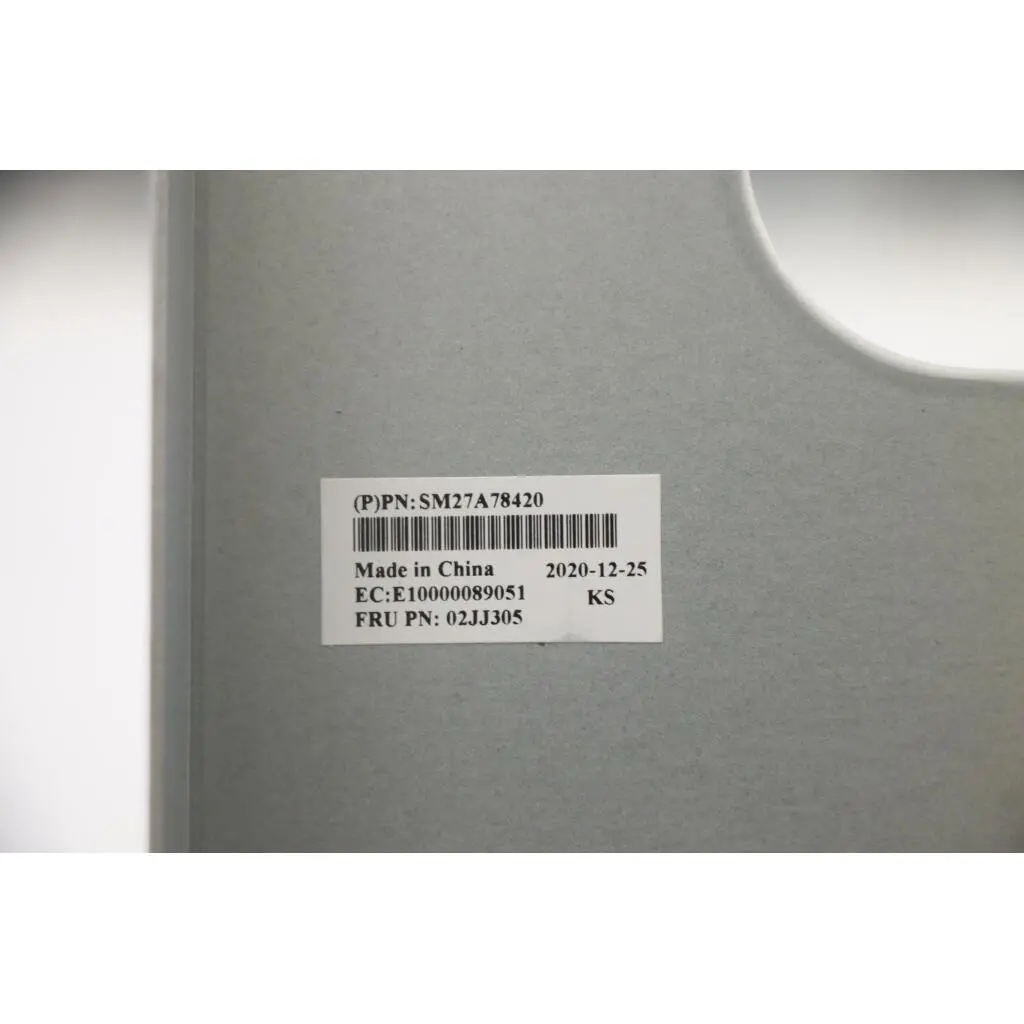 (P)PN:SM27A78420
Made in China 2020-12-25
EC:E10000089051 KS
FRU PN: 02JJ305